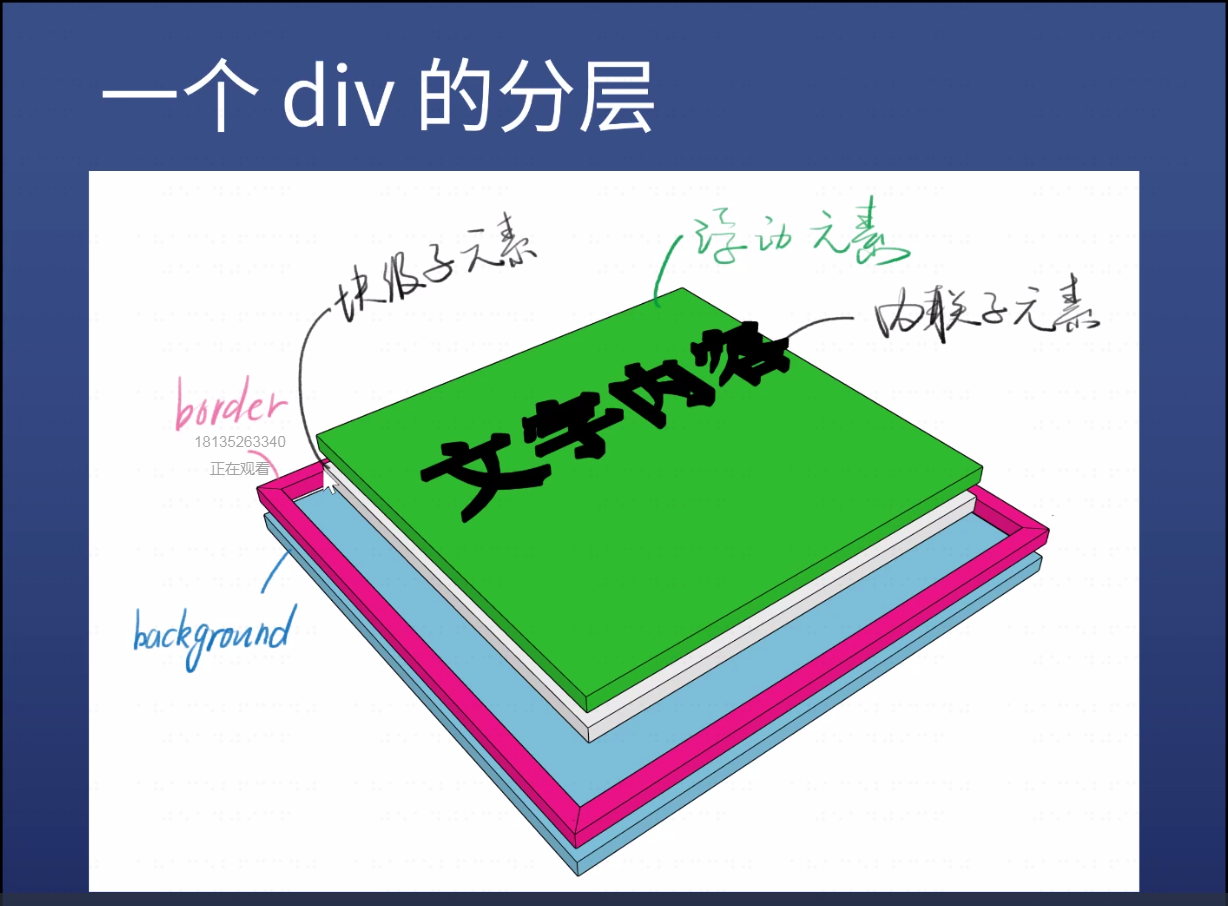 一个 div 的分层
块级子元素
浮动元素
内联子元素
文字内容
border
18135263340
正在观看
background